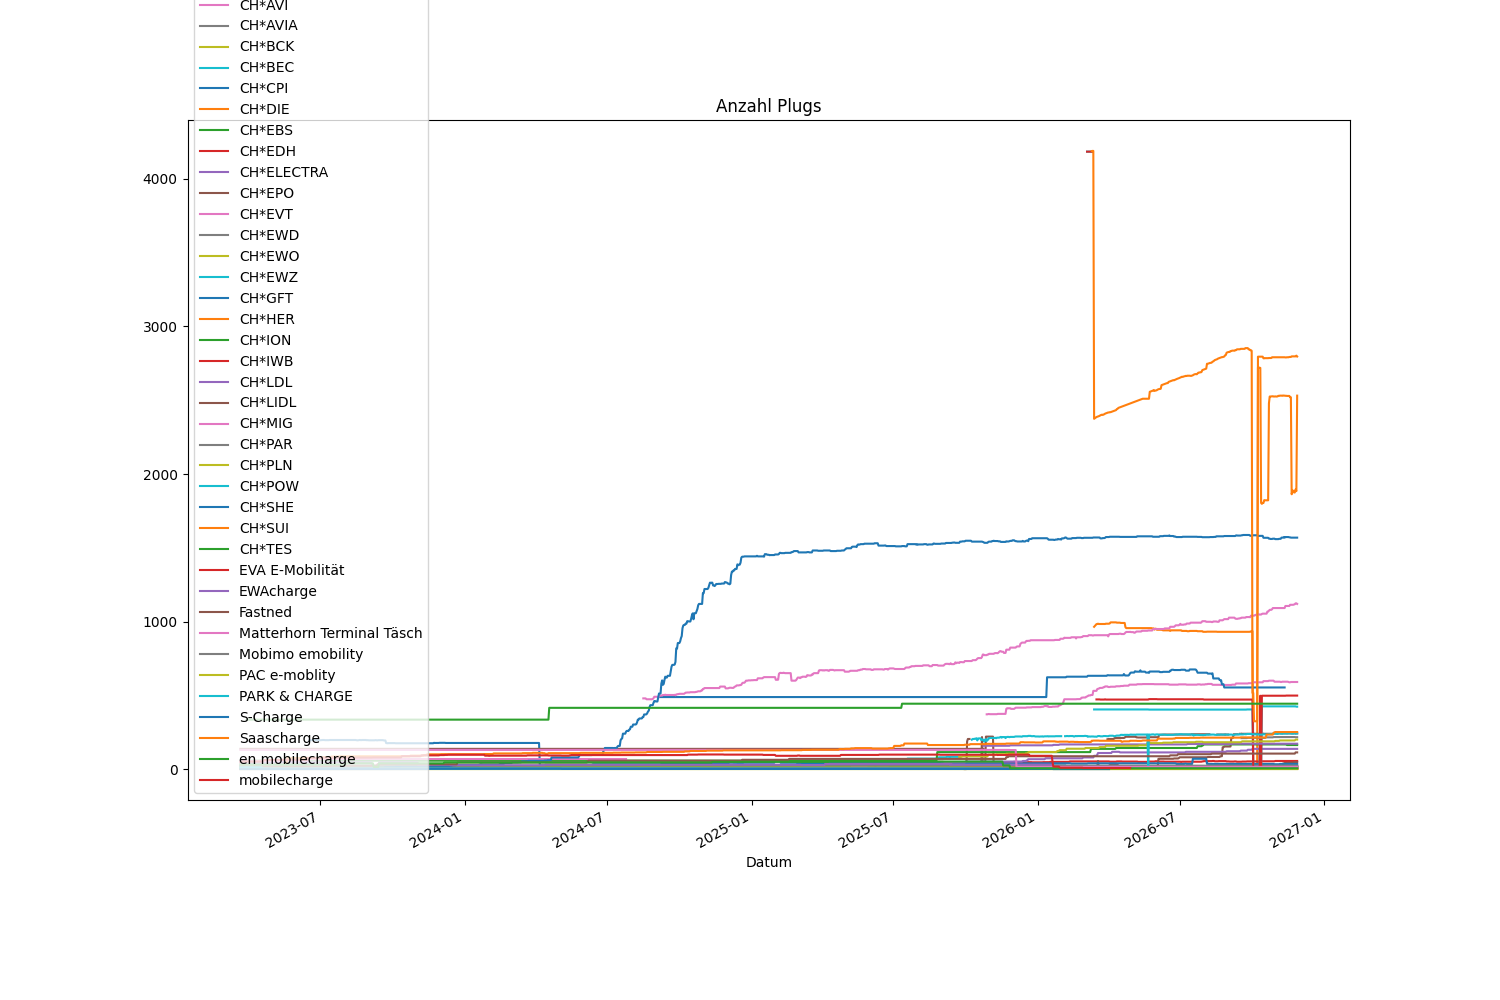 CH*AVI
CH*AVIA
CH*BCK
CH*BEC
CH*CPI
CH*DIE
CH*EBS
CH*EDH
CH*ELECTRA
CH*EPO
CH*EVT
CH*EWD
CH*EWO
CH*EWZ
CH*GFT
CH*HER
CH*ION
CH*IWB
CH*LDL
CH*LIDL
CH*MIG
CH*PAR
CH*PLN
CH*POW
CH*SHE
CH*SUI
CH*TES
EVA E-Mobilität
EWAcharge
Fastned
Matterhorn Terminal Täsch
Mobimo emobility
PAC e-moblity
PARK & CHARGE
S-Charge
Saascharge
en mobilecharge
mobilecharge
Anzahl Plugs
4000
3000
2000
1000
0
2023-07
2024-01
2024-07
2025-01
2025-07
2026-01
2026-07
2027-01
Datum